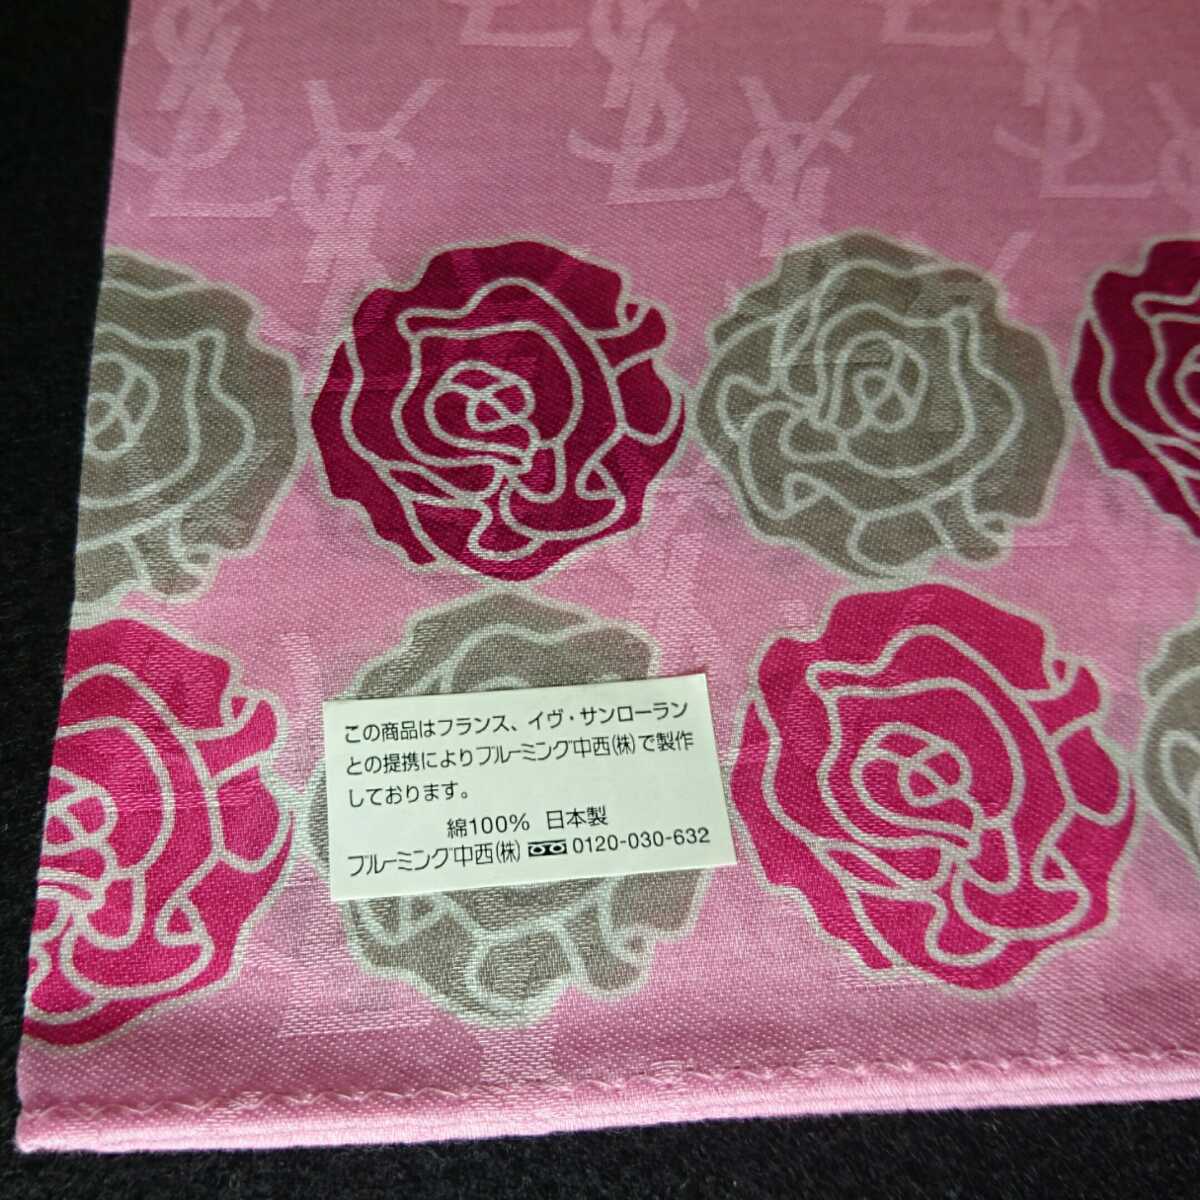 この商品はフランス、イヴ・サンローラン
との提携によりブルーミング中西(株)で製作
しております。
綿100% 日本製
ブルーミング中西(株) 0120-030-632